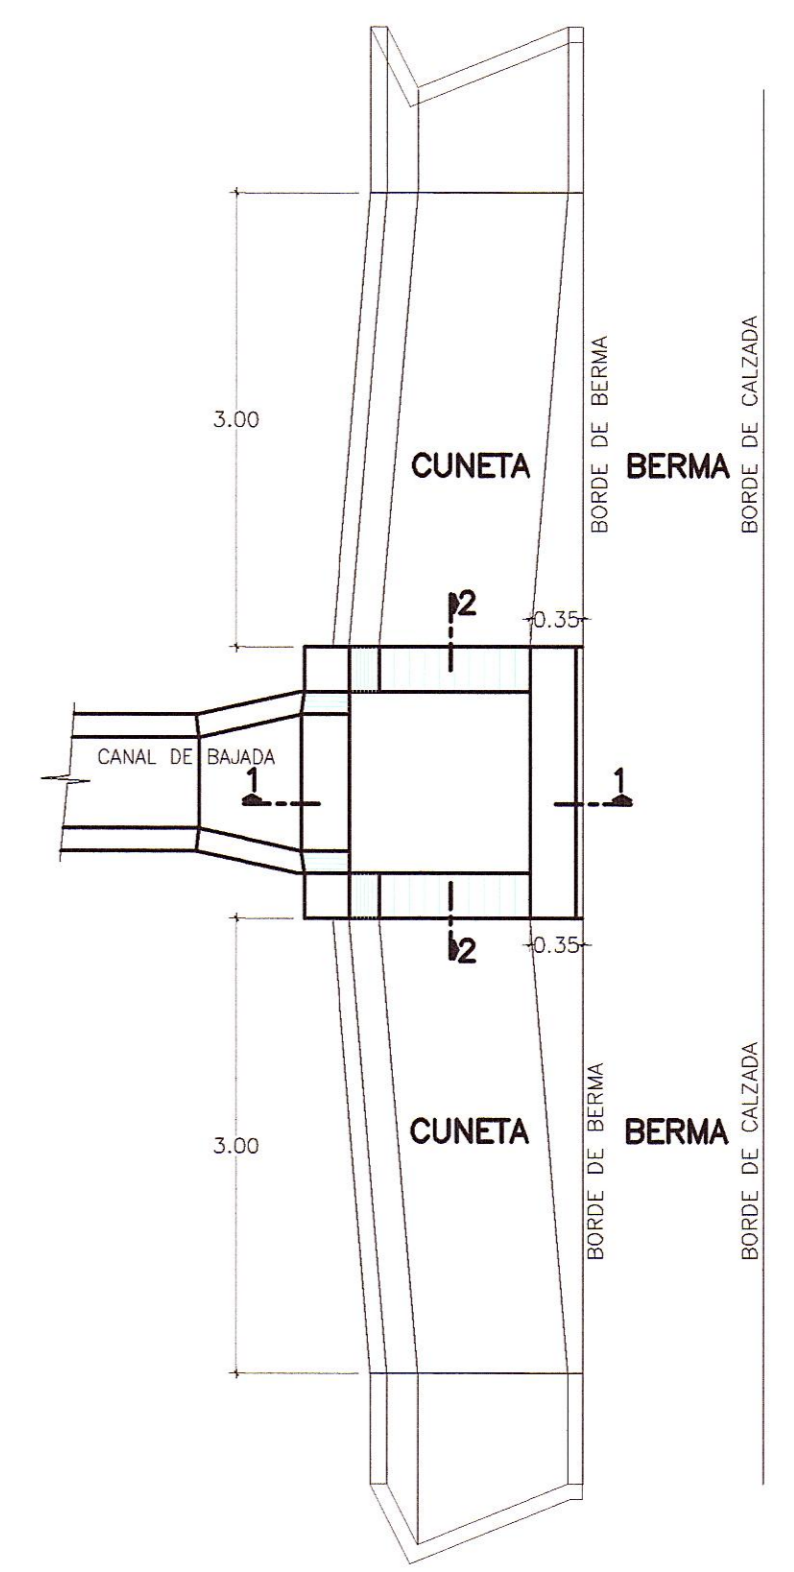 BORDE DE BERMA
BORDE DE CALZADA
3.00
CUNETA
BERMA
2
0.35
CANAL DE BAJADA
1
1
2
0.35
BORDE DE BERMA
BORDE DE CALZADA
CUNETA
BERMA
3.00